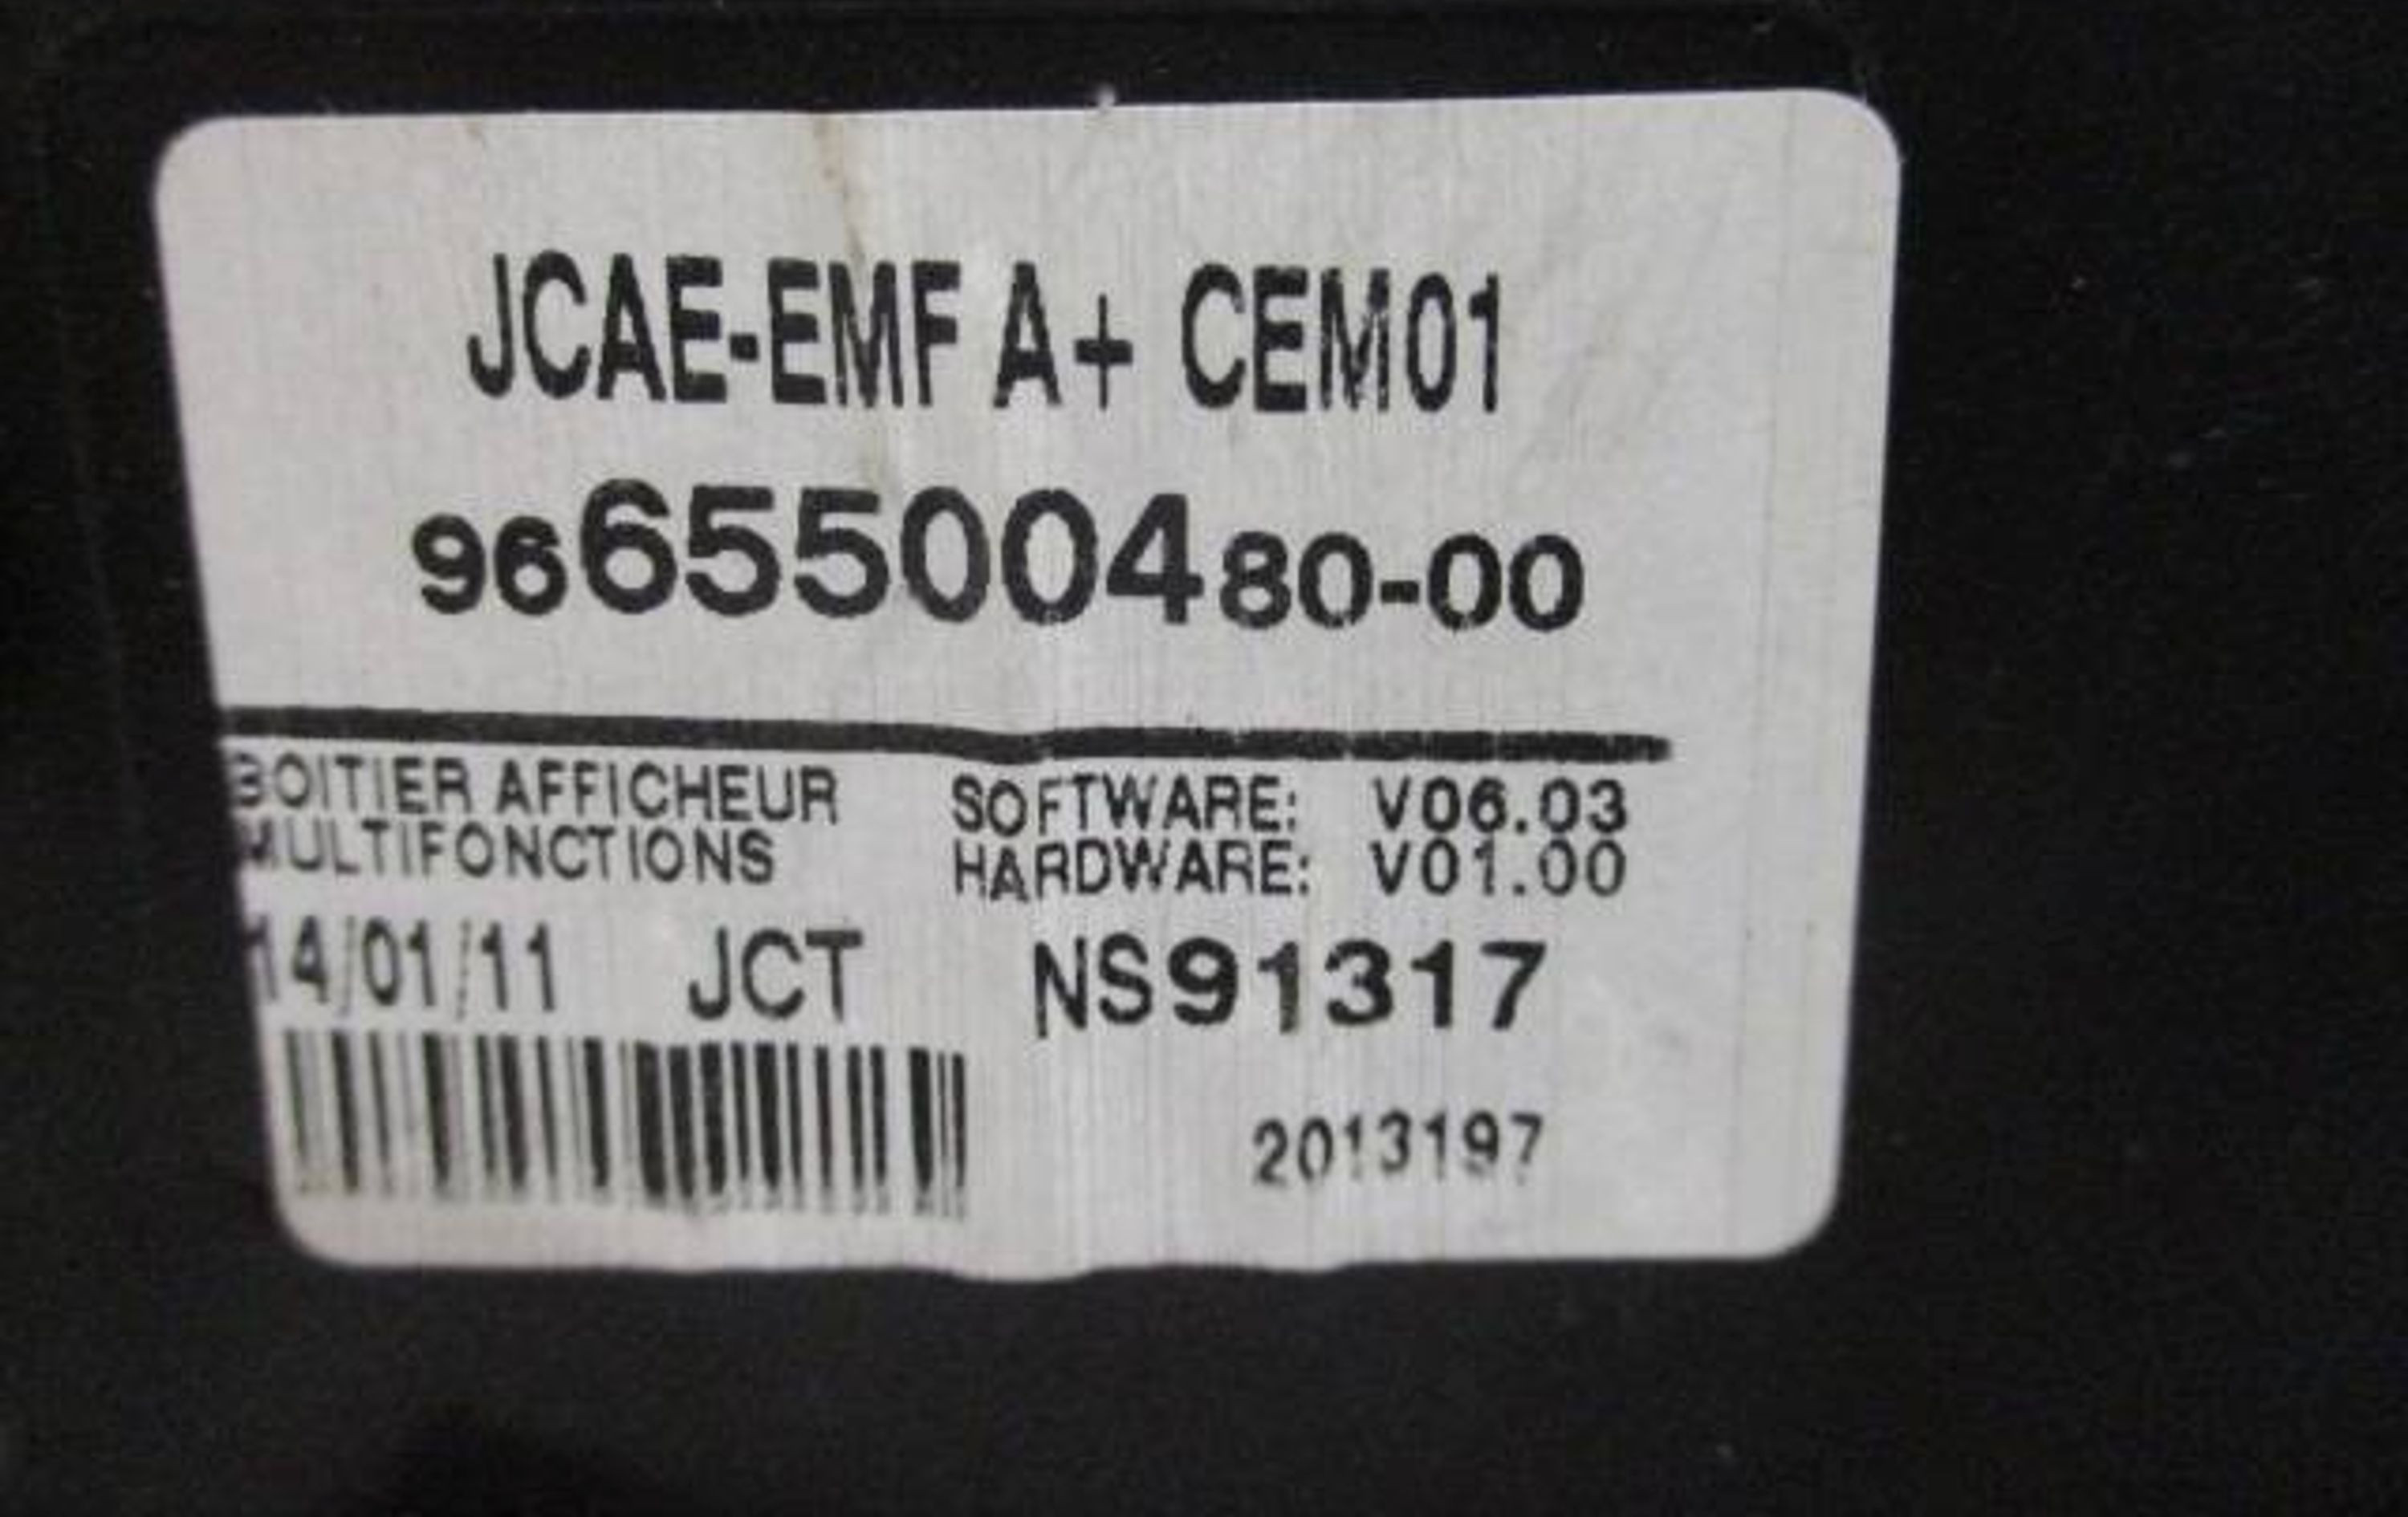 JCAE-EMF A+ CEM01
9665500480-00
BOITIER AFFICHEUR
MULTIFONCTIONS
SOFTWARE: V06.03
HARDWARE: V01.00
14/01/11 JCT NS91317
2013197